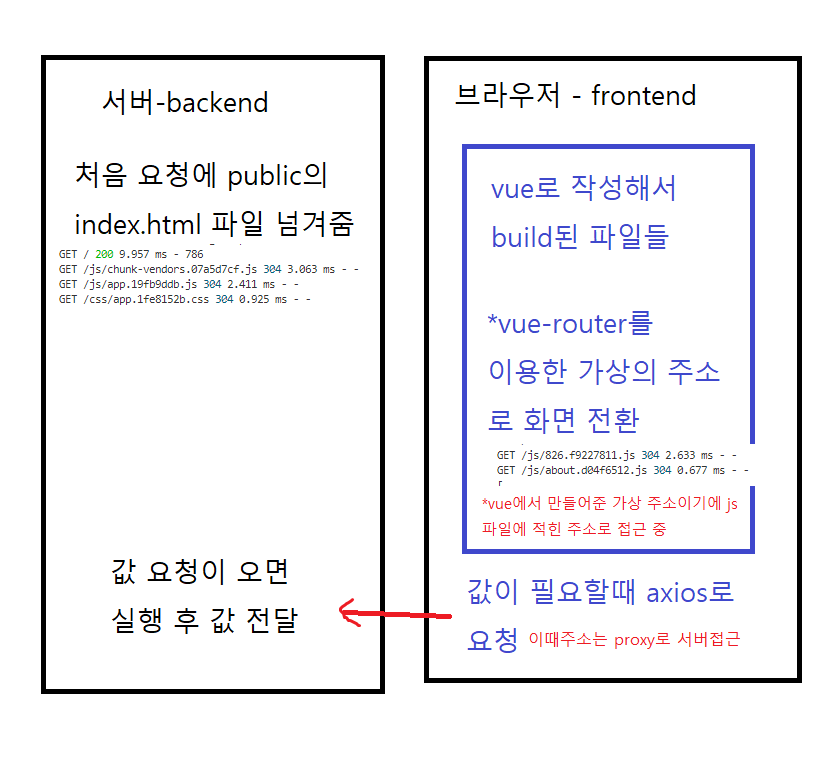 서버-backend
처음 요청에 public의
index.html 파일 넘겨줌
GET / 200 9.957 ms - 786
GET /js/chunk-vendors.07a5d7cf.js 304 3.063 ms - -
GET /js/app.19fb9ddb.js 304 2.411 ms - -
GET /css/app.1fe8152b.css 304 0.925 ms - -
값 요청이 오면
실행 후 값 전달
브라우저 - frontend
vue로 작성해서
build된 파일들
*vue-router를
이용한 가상의 주소
로 화면 전환
GET /js/826.f9227811.js 304 2.633 ms - -
GET /js/about.d04f6512.js 304 0.677 ms - -
*vue에서 만들어준 가상 주소이기에 js
파일에 적힌 주소로 접근 중
값이 필요할때 axios로
요청 이때주소는 proxy로 서버접근